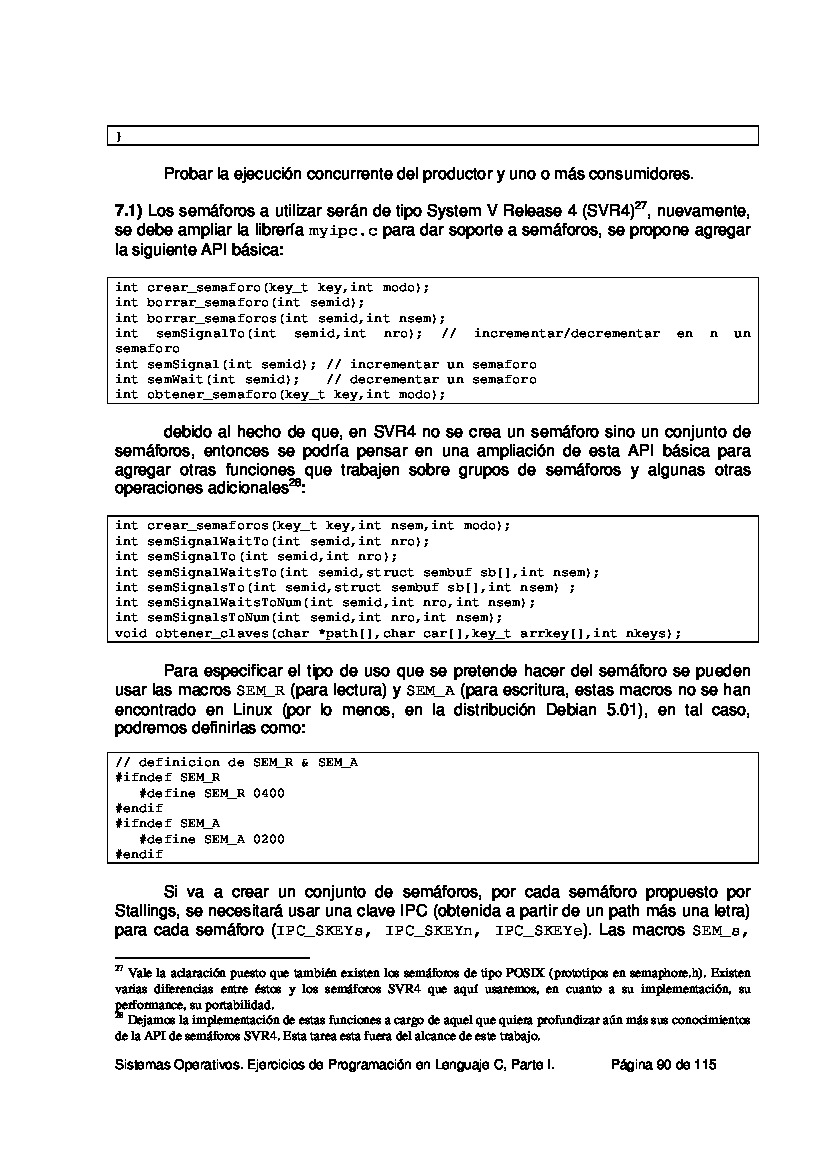 }
Probar la ejecución concurrente del productor y uno o más consumidores.
7.1) Los semáforos a utilizar serán de tipo System V Release 4 (SVR4)27, nuevamente,
se debe ampliar la librería myipc.c para dar soporte a semáforos, se propone agregar
la siguiente API básica:
int crear_semaforo(key_t key,int modo);
int borrar_semaforo(int semid);
int borrar_semaforos(int semid,int nsem);
int semSignalTo(int semid,int nro); // incrementar/decrementar en n un
semaforo
int semSignal(int semid); // incrementar un semaforo
int semWait(int semid);   // decrementar un semaforo
int obtener_semaforo(key_t key,int modo);
debido al hecho de que, en SVR4 no se crea un semáforo sino un conjunto de
semáforos, entonces se podría pensar en una ampliación de esta API básica para
agregar otras funciones que trabajen sobre grupos de semáforos y algunas otras
operaciones adicionales28:
int crear_semaforos(key_t key,int nsem,int modo);
int semSignalWaitTo(int semid,int nro);
int semSignalTo(int semid,int nro);
int semSignalWaitsTo(int semid,struct sembuf sb[],int nsem);
int semSignalsTo(int semid,struct sembuf sb[],int nsem) ;
int semSignalWaitsToNum(int semid,int nro,int nsem);
int semSignalsToNum(int semid,int nro,int nsem);
void obtener_claves(char *path[],char car[],key_t arrkey[],int nkeys);
Para especificar el tipo de uso que se pretende hacer del semáforo se pueden
usar las macros SEM_R (para lectura) y SEM_A (para escritura, estas macros no se han
encontrado en Linux (por lo menos, en la distribución Debian 5.01), en tal caso,
podremos definirlas como:
// definicion de SEM_R & SEM_A
#ifndef SEM_R
   #define SEM_R 0400
#endif
#ifndef SEM_A
   #define SEM_A 0200
#endif
Si va a crear un conjunto de semáforos, por cada semáforo propuesto por
Stallings, se necesitará usar una clave IPC (obtenida a partir de un path más una letra)
para cada semáforo (IPC_SKEYs, IPC_SKEYn, IPC_SKEYe). Las macros SEM_s,
27 Vale la aclaración puesto que también existen los semáforos de tipo POSIX (prototipos en semaphore.h). Existen
varias diferencias entre éstos y los semáforos SVR4 que aquí usaremos, en cuanto a su implementación, su
performance, su portabilidad.
28 Dejamos la implementación de estas funciones a cargo de aquel que quiera profundizar aún más sus conocimientos
de la API de semáforos SVR4. Esta tarea esta fuera del alcance de este trabajo.
Sistemas Operativos. Ejercicios de Programación en Lenguaje C, Parte I. Página 90 de 115